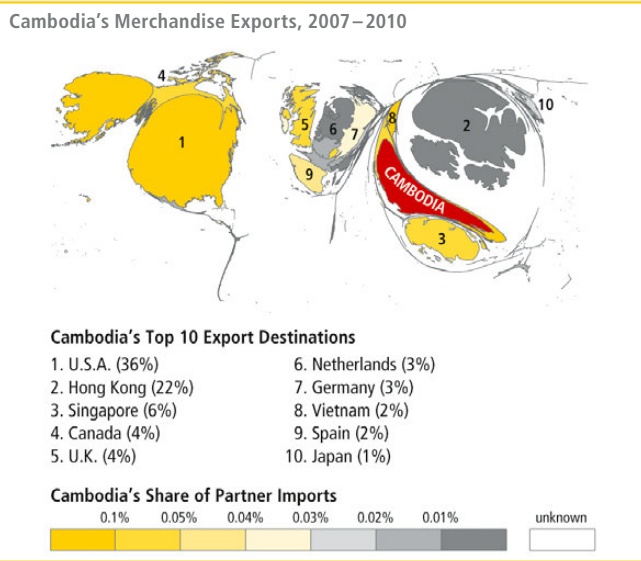 Cambodia's Merchandise Exports, 2007–2010
4
10
5
6
7
8
2
1
9
CAMBODIA
3
Cambodia's Top 10 Export Destinations
1. U.S.A. (36%)
2. Hong Kong (22%)
3. Singapore (6%)
4. Canada (4%)
5. U.K. (4%)
6. Netherlands (3%)
7. Germany (3%)
8. Vietnam (2%)
9. Spain (2%)
10. Japan (1%)
Cambodia's Share of Partner Imports
0.1% 0.05% 0.04% 0.03% 0.02% 0.01% unknown